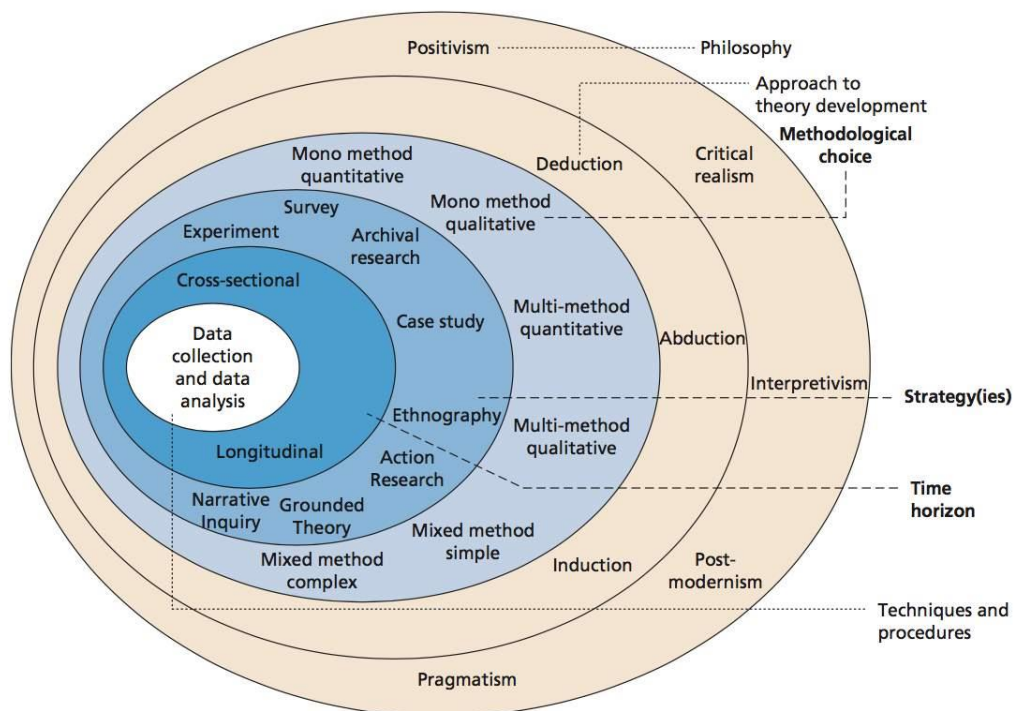 Positivism
Philosophy
Approach to
theory development
Methodological
choice
Mono method
quantitative
Deduction
Critical
realism
Mono method
qualitative
Survey
Experiment
Archival
research
Cross-sectional
Multi-method
quantitative
Case study
Data
collection
and data
analysis
Abduction
Interpretivism
Strategy(ies)
Ethnography
Multi-method
qualitative
Longitudinal
Action
Research
Time
horizon
Narrative
Inquiry
Grounded
Theory
Mixed method
simple
Mixed method
complex
Induction
Post-
modernism
Techniques and
procedures
Pragmatism